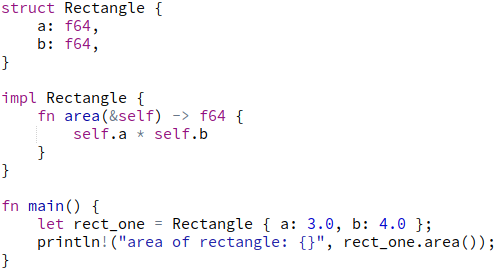 struct Rectangle {
    a: f64,
    b: f64,
}

impl Rectangle {
    fn area(&self) -> f64 {
        self.a * self.b
    }
}

fn main() {
    let rect_one = Rectangle { a: 3.0, b: 4.0 };
    println!("area of rectangle: {}", rect_one.area());
}